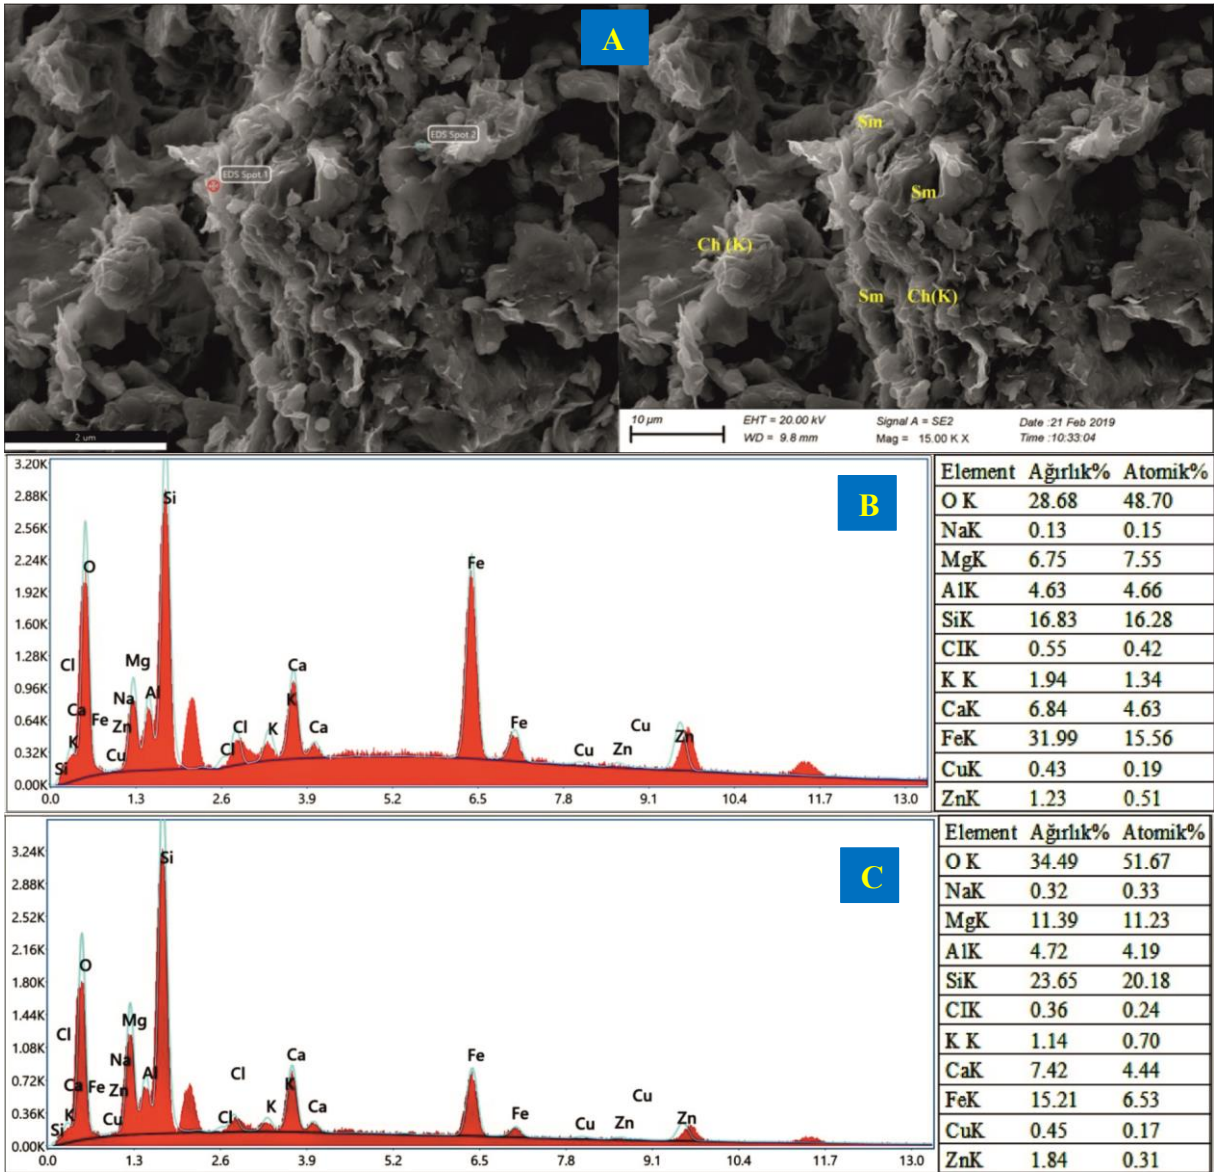 A
EDS Spot 1
EDS Spot 2
2 um
Sm
Sm
Ch (K)
Sm
Ch(K)
10 µm
EHT = 20.00 kV
Signal A = SE2
Date :21 Feb 2019
WD = 9.8 mm
Mag = 15.00 K X
Time :10:33:04
B
3.20K
2.88K
2.56K
2.24K
1.92K
1.60K
1.28K
0.96K
0.64K
0.32K
0.00K
0.0 1.3 2.6 3.9 5.2 6.5 7.8 9.1 10.4 11.7 13.0
Si
O
Fe
Cl
Mg
Ca
Na
Al
K
Ca
Fe
Zn
Cl
K
Ca
Fe
Cu
Zn
K
Cu
Cl
Cu
Zn
Si
Element Ağırlık% Atomik%
O K 28.68 48.70
NaK 0.13 0.15
MgK 6.75 7.55
AlK 4.63 4.66
SiK 16.83 16.28
ClK 0.55 0.42
K K 1.94 1.34
CaK 6.84 4.63
FeK 31.99 15.56
CuK 0.43 0.19
ZnK 1.23 0.51
C
3.24K
2.88K
2.52K
2.16K
1.80K
1.44K
1.08K
0.72K
0.36K
0.00K
0.0 1.3 2.6 3.9 5.2 6.5 7.8 9.1 10.4 11.7 13.0
Si
O
Cl
Mg
Na
Ca
Fe
Al
Cl
K
Ca
Fe
Zn
K
Ca
Fe
Cu
Zn
K
Cu
Cl
Cu
Zn
Si
Element Ağırlık% Atomik%
O K 34.49 51.67
NaK 0.32 0.33
MgK 11.39 11.23
AlK 4.72 4.19
SiK 23.65 20.18
ClK 0.36 0.24
K K 1.14 0.70
CaK 7.42 4.44
FeK 15.21 6.53
CuK 0.45 0.17
ZnK 1.84 0.31